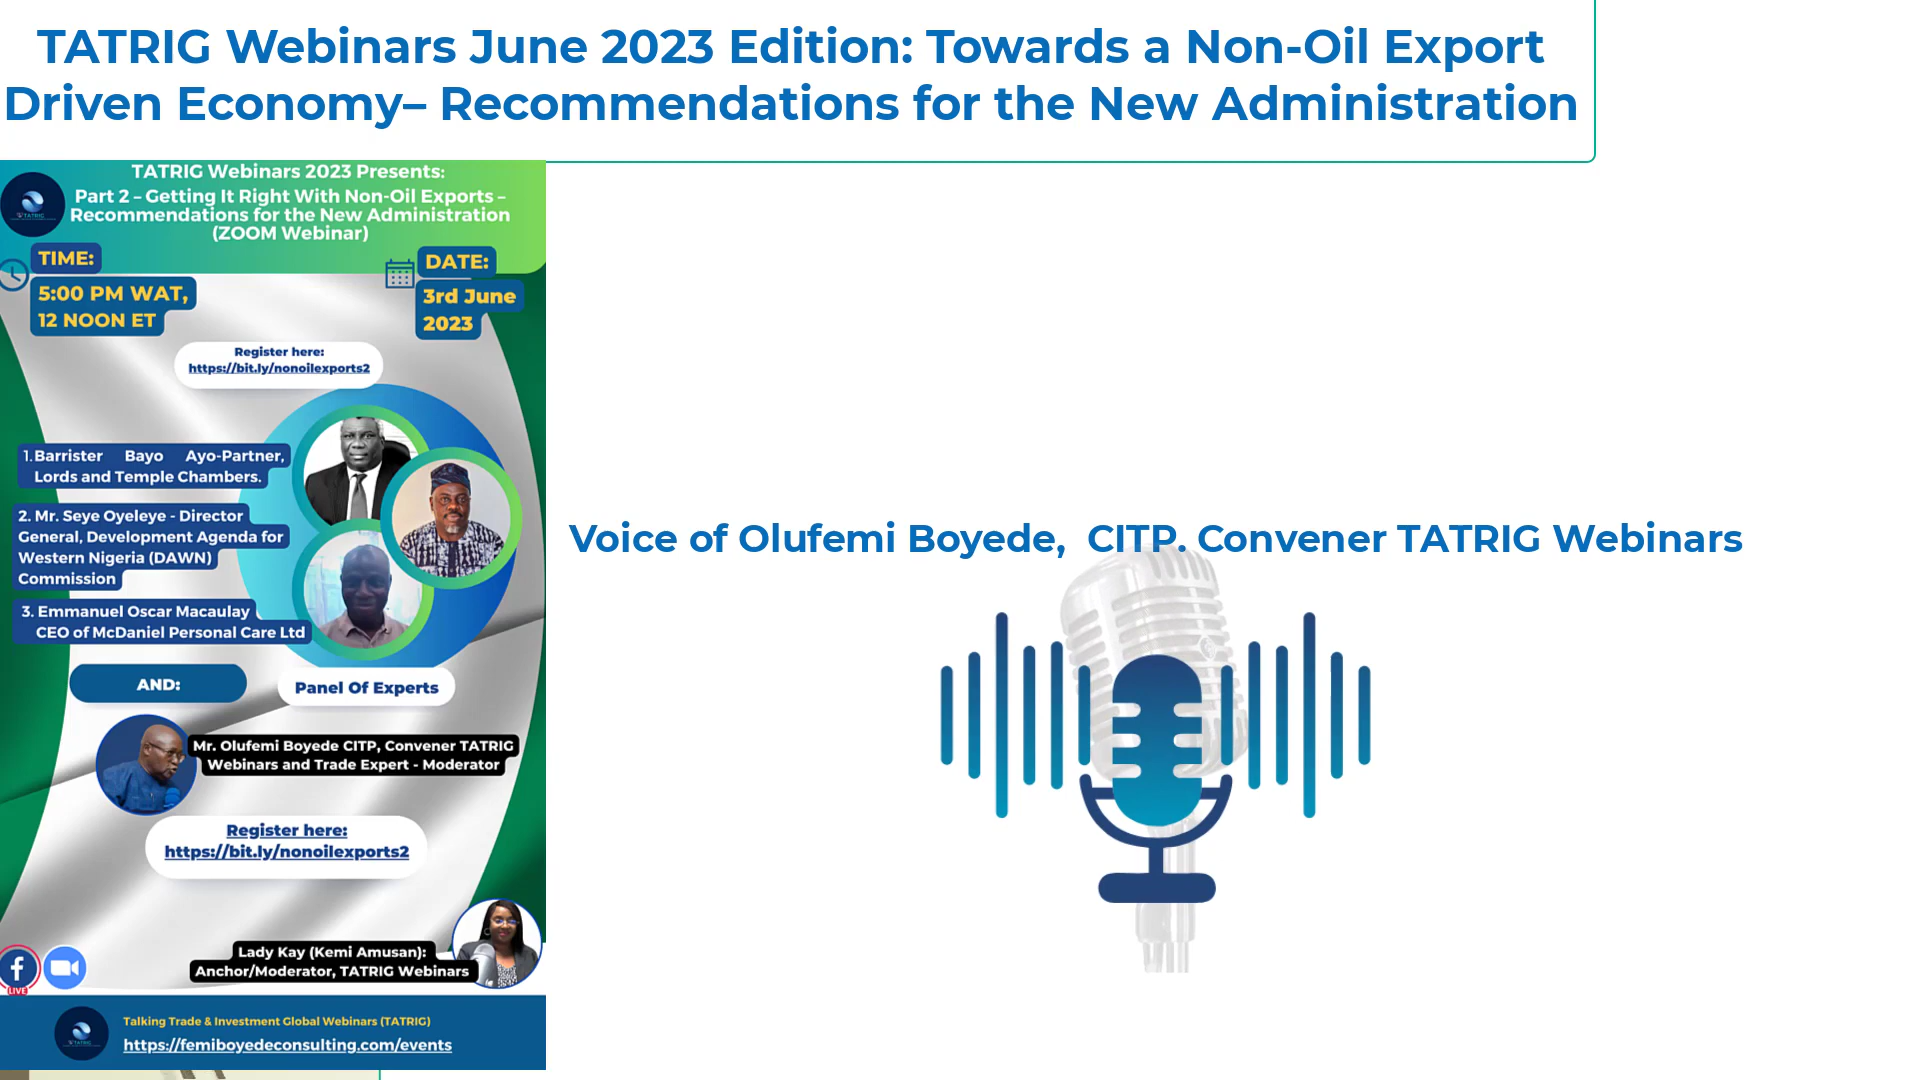 TATRIG Webinars June 2023 Edition: Towards a Non-Oil Export
Driven Economy– Recommendations for the New Administration
TATRIG Webinars 2023 Presents:
Part 2 – Getting It Right With Non-Oil Exports –
Recommendations for the New Administration
(ZOOM Webinar)
TATRIG
TIME:
5:00 PM WAT,
12 NOON ET
DATE:
3rd June
2023
Register here:
https://bit.ly/nonoilexports2
1. Barrister Bayo Ayo-Partner,
Lords and Temple Chambers.
2. Mr. Seye Oyeleye - Director
General, Development Agenda for
Western Nigeria (DAWN)
Commission
3. Emmanuel Oscar Macaulay
CEO of McDaniel Personal Care Ltd
AND:
Panel Of Experts
Mr. Olufemi Boyede CITP, Convener TATRIG
Webinars and Trade Expert - Moderator
Register here:
https://bit.ly/nonoilexports2
Lady Kay (Kemi Amusan):
Anchor/Moderator, TATRIG Webinars
LIVE
TATRIG
Talking Trade & Investment Global Webinars (TATRIG)
https://femiboyedeconsulting.com/events
Voice of Olufemi Boyede,  CITP. Convener TATRIG Webinars